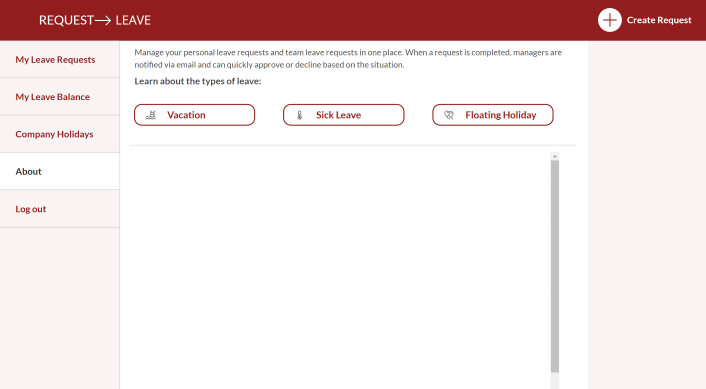 REQUEST→ LEAVE
Create Request
My Leave Requests
My Leave Balance
Company Holidays
About
Log out
Manage your personal leave requests and team leave requests in one place. When a request is completed, managers are
notified via email and can quickly approve or decline based on the situation.
Learn about the types of leave:
Vacation
Sick Leave
Floating Holiday